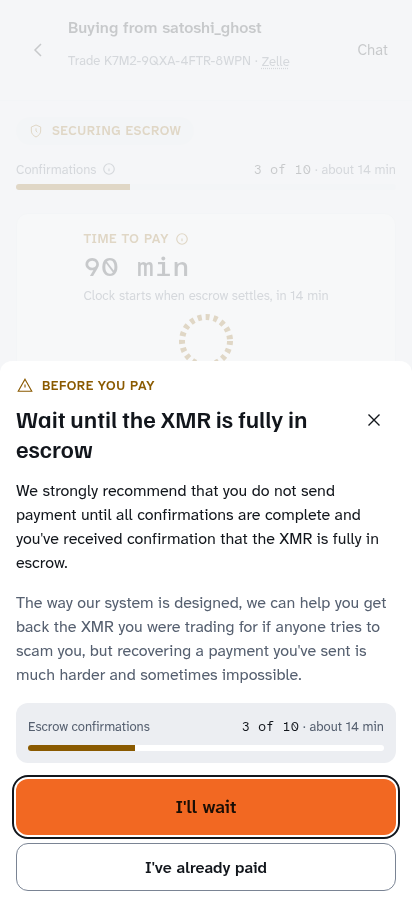 Buying from satoshi_ghost
Trade K7M2-9QXA-4FTR-8WPN · Zelle
Chat
SECURING ESCROW
Confirmations 3 of 10 · about 14 min
TIME TO PAY
90 min
Clock starts when escrow settles, in 14 min
BEFORE YOU PAY
Wait until the XMR is fully in
escrow
We strongly recommend that you do not send
payment until all confirmations are complete and
you've received confirmation that the XMR is fully in
escrow.
The way our system is designed, we can help you get
back the XMR you were trading for if anyone tries to
scam you, but recovering a payment you've sent is
much harder and sometimes impossible.
Escrow confirmations 3 of 10 · about 14 min
I'll wait
I've already paid